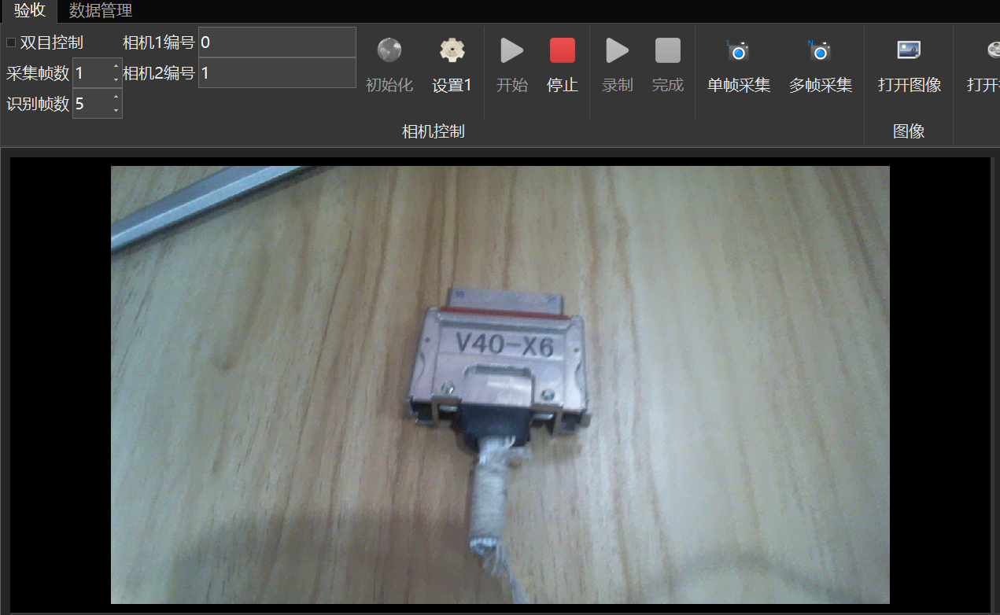 验收 数据管理
双目控制 相机1编号 0
采集帧数 1 相机2编号 1
识别帧数 5
初始化 设置1 开始 停止 录制 完成 1 单帧采集 N 多帧采集 打开图像 打开
相机控制 图像
V40-X6